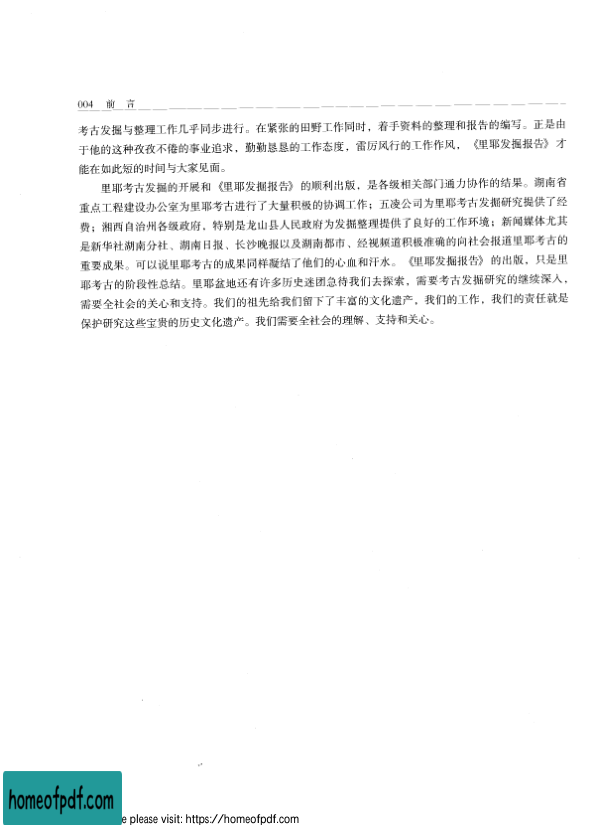 004 前 言
考古发掘与整理工作几乎同步进行。在紧张的田野工作同时，着手资料的整理和报告的编写。正是由
于他的这种孜孜不倦的事业追求，勤勤恳恳的工作态度，雷厉风行的工作作风，《里耶发掘报告》才
能在如此短的时间与大家见面。
里耶考古发掘的开展和《里耶发掘报告》的顺利出版，是各级相关部门通力协作的结果。湖南省
重点工程建设办公室为里耶考古进行了大量积极的协调工作；五凌公司为里耶考古发掘研究提供了经
费；湘西自治州各级政府，特别是龙山县人民政府为发掘整理提供了良好的工作环境；新闻媒体尤其
是新华社湖南分社、湖南日报、长沙晚报以及湖南都市、经视频道积极准确的向社会报道里耶考古的
重要成果。可以说里耶考古的成果同样凝结了他们的心血和汗水。《里耶发掘报告》的出版，只是里
耶考古的阶段性总结。里耶盆地还有许多历史迷团急待我们去探索，需要考古发掘研究的继续深入，
需要全社会的关心和支持。我们的祖先给我们留下了丰富的文化遗产，我们的工作，我们的责任就是
保护研究这些宝贵的历史文化遗产。我们需要全社会的理解、支持和关心。
homeofpdf.com
e please visit: https://homeofpdf.com